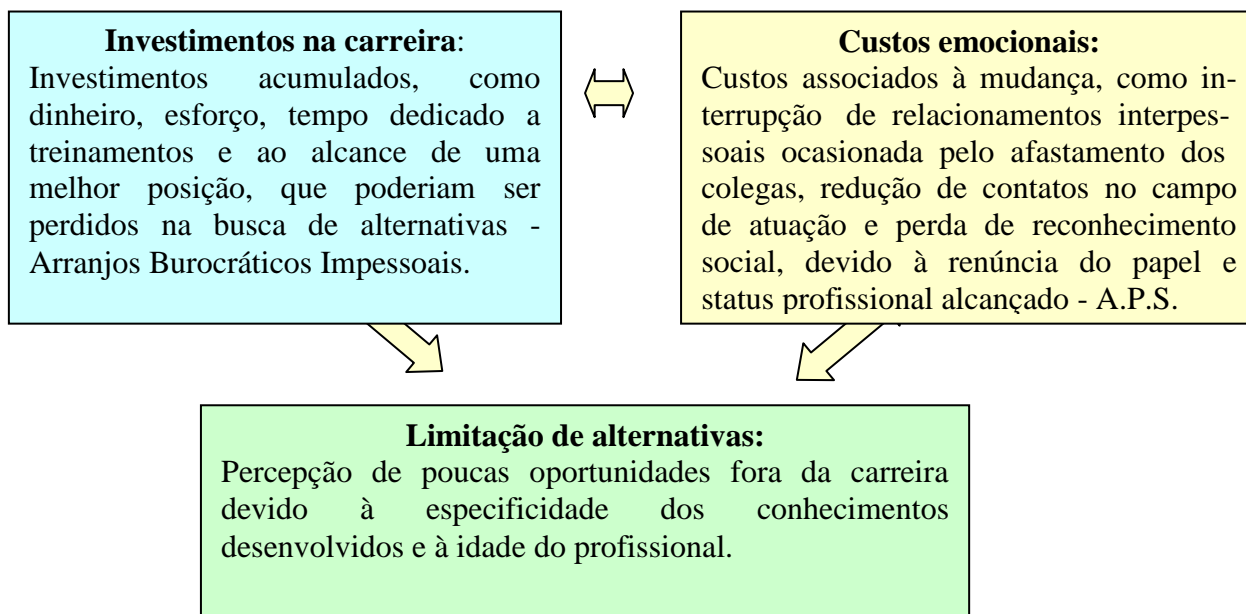 Investimentos na carreira:
Investimentos acumulados, como
dinheiro, esforço, tempo dedicado a
treinamentos e ao alcance de uma
melhor posição, que poderiam ser
perdidos na busca de alternativas -
Arranjos Burocráticos Impessoais.
Custos emocionais:
Custos associados à mudança, como in-
terrupção de relacionamentos interpes-
soais ocasionada pelo afastamento dos
colegas, redução de contatos no campo
de atuação e perda de reconhecimento
social, devido à renúncia do papel e
status profissional alcançado - A.P.S.
Limitação de alternativas:
Percepção de poucas oportunidades fora da carreira
devido à especificidade dos conhecimentos
desenvolvidos e à idade do profissional.